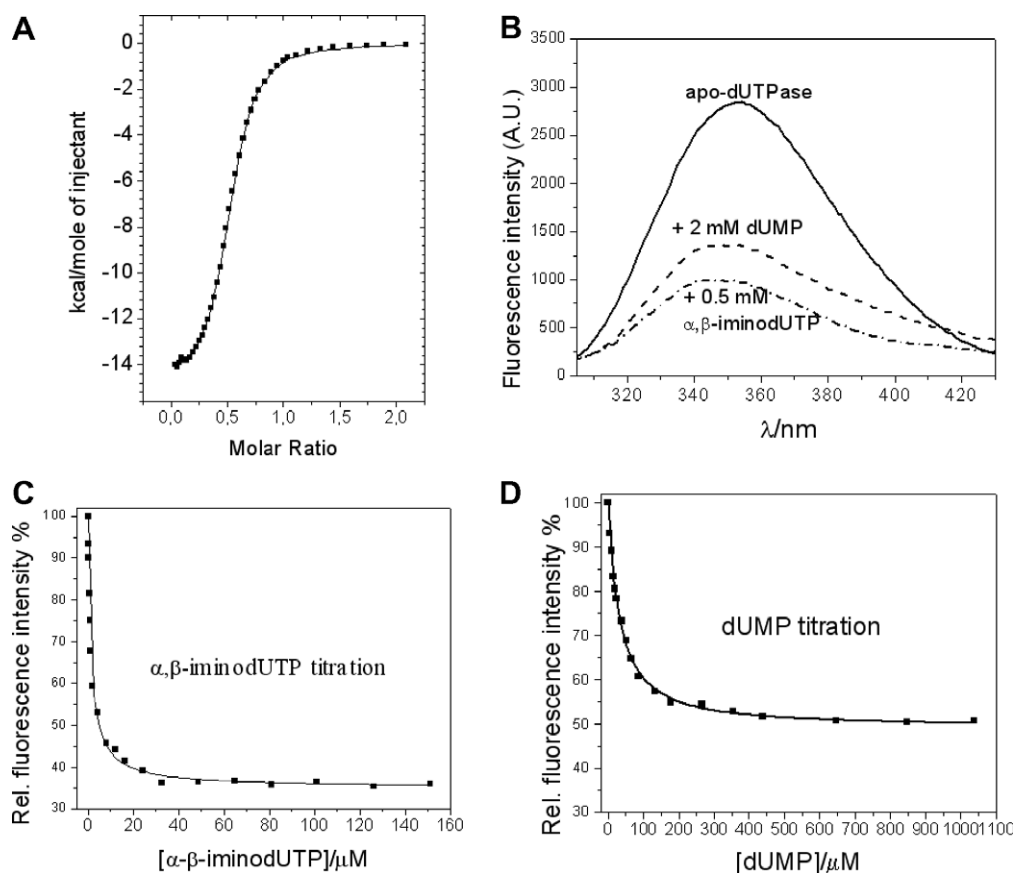 A
0
-2
-4
-6
-8
-10
-12
-14
kcal/mole of injectant
0,0 0,5 1,0 1,5 2,0
Molar Ratio
B
3500
3000
2500
2000
1500
1000
500
0
Fluorescence intensity (A.U.)
apo-dUTPase
+ 2 mM dUMP
+ 0.5 mM
α,β-iminodUTP
320 340 360 380 400 420
λ/nm
C
100
90
80
70
60
50
40
30
Rel. fluorescence intensity %
α,β-iminodUTP titration
0 20 40 60 80 100 120 140 160
[α-β-iminodUTP]/μM
D
100
90
80
70
60
50
40
30
Rel. fluorescence intensity %
dUMP titration
0 100 200 300 400 500 600 700 800 900 10001100
[dUMP]/μM